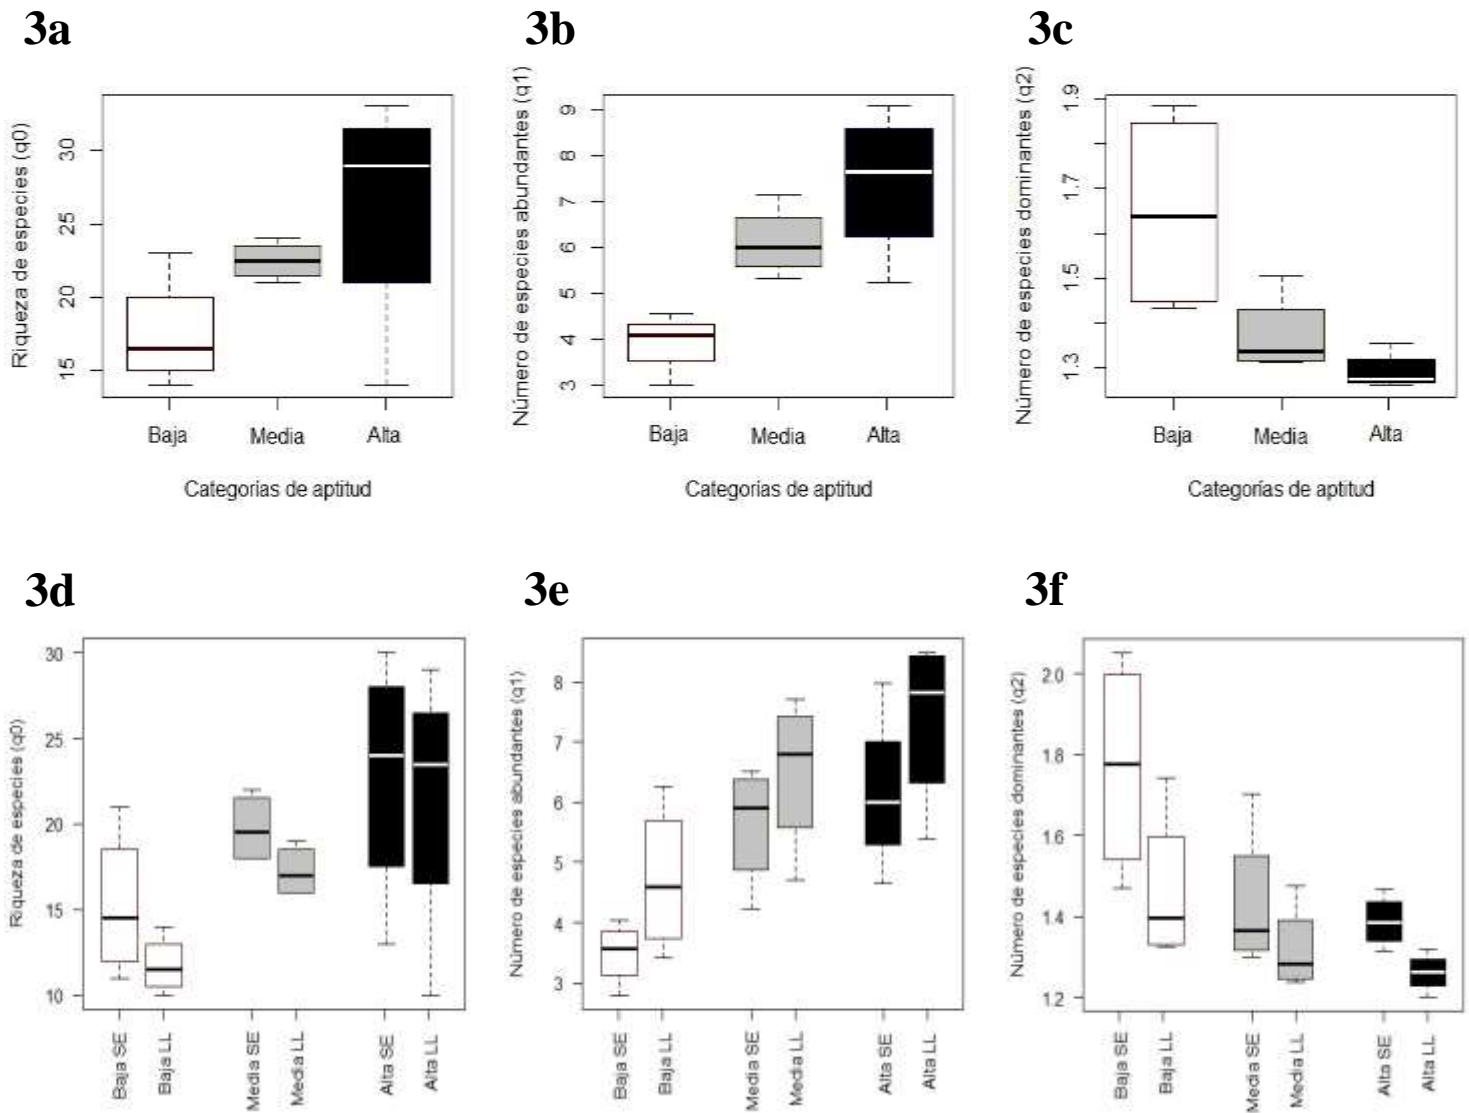 3a
3b
3c
Riqueza de especies (q0)
30
25
20
15
Baja
Media
Alta
Categorias de aptitud
Número de especies abundantes (q1)
9
8
7
6
5
4
3
Baja
Media
Alta
Categorias de aptitud
Número de especies dominantes (q2)
1.9
1.7
1.5
1.3
Baja
Media
Alta
Categorías de aptitud
3d
3e
3f
Riqueza de especies (q0)
30
25
20
15
10
Baja SE
Baja LL
Media SE
Media LL
Alta SE
Alta LL
Número de especies abundantes (q1)
8
7
6
5
4
3
Baja SE
Baja LL
Media SE
Media LL
Alta SE
Alta LL
Número de especies dominantes (q2)
2.0
1.8
1.6
1.4
1.2
Baja SE
Baja LL
Media SE
Media LL
Alta SE
Alta LL